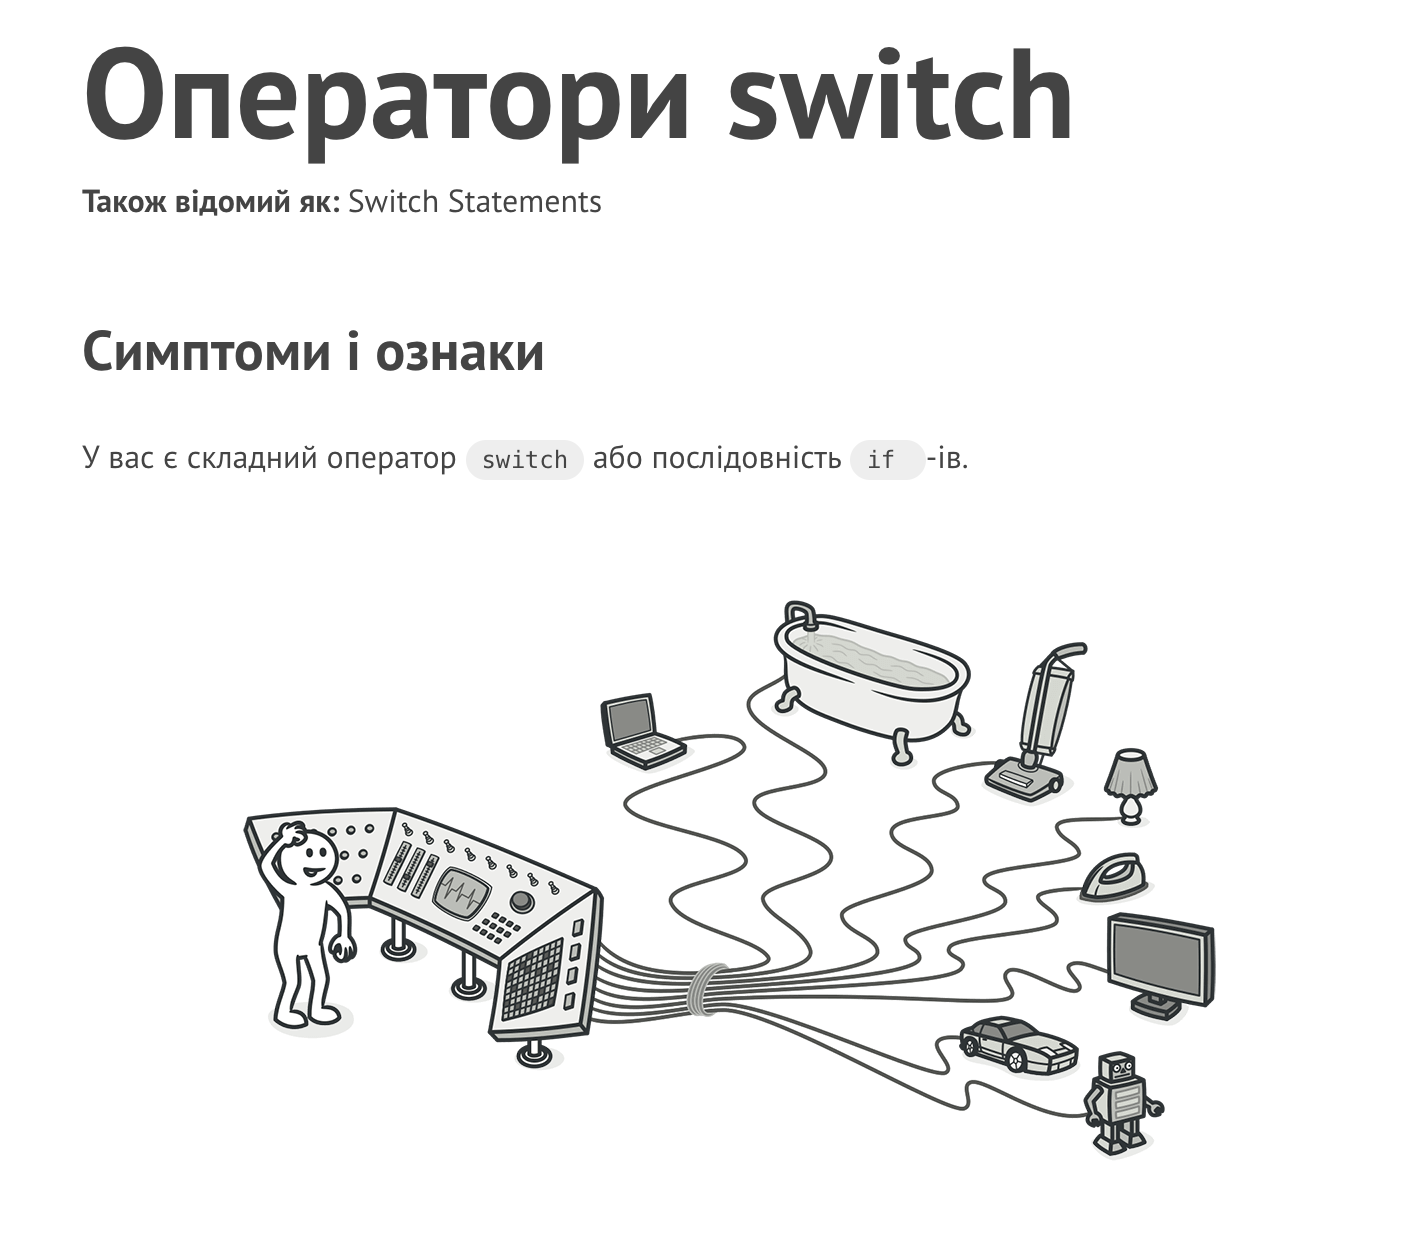 Оператори switch
Також відомий як: Switch Statements
Симптоми і ознаки
У вас є складний оператор switch або послідовність if -ів.